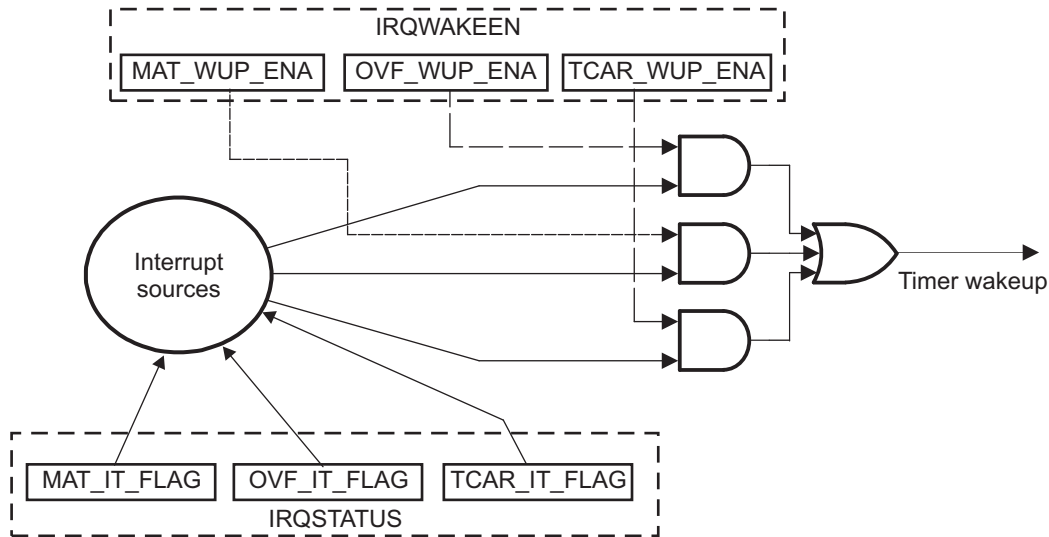 IRQWAKEEN
MAT_WUP_ENA
OVF_WUP_ENA
TCAR_WUP_ENA
Interrupt
sources
Timer wakeup
MAT_IT_FLAG
OVF_IT_FLAG
TCAR_IT_FLAG
IRQSTATUS